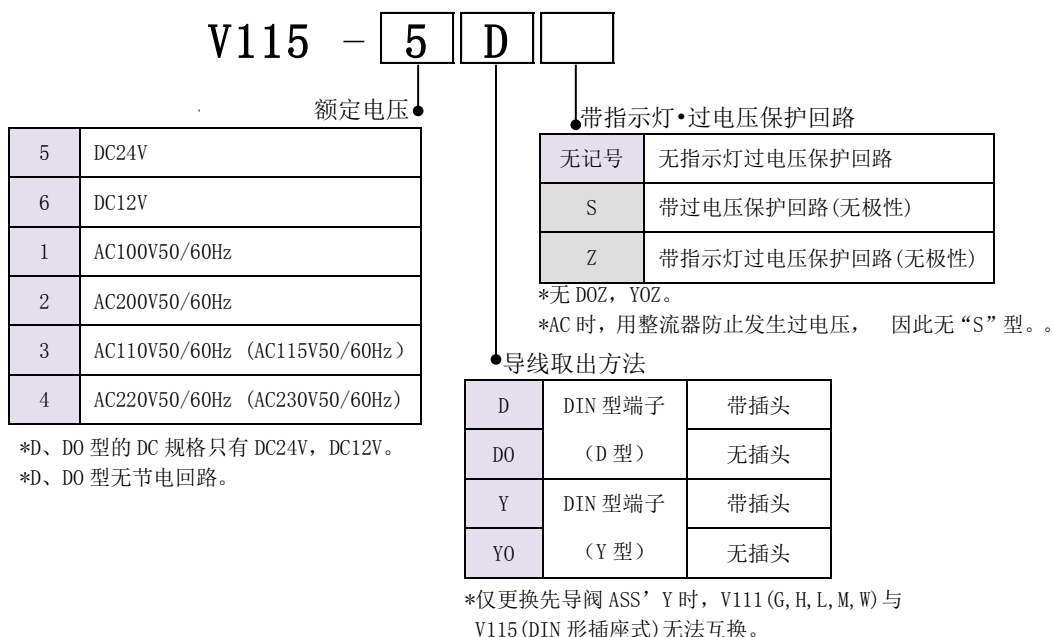 V115 - 5 D
额定电压
5 DC24V
6 DC12V
1 AC100V50/60Hz
2 AC200V50/60Hz
3 AC110V50/60Hz (AC115V50/60Hz)
4 AC220V50/60Hz (AC230V50/60Hz)
*D、DO 型的 DC 规格只有 DC24V，DC12V。
*D、DO 型无节电回路。
带指示灯•过电压保护回路
无记号 无指示灯过电压保护回路
S 带过电压保护回路(无极性)
Z 带指示灯过电压保护回路(无极性)
*无 DOZ，YOZ。
*AC 时，用整流器防止发生过电压， 因此无“S”型。。
导线取出方法
D DIN 型端子 带插头
DO （D 型） 无插头
Y DIN 型端子 带插头
YO （Y 型） 无插头
*仅更换先导阀 ASS’Y 时，V111(G,H,L,M,W)与
V115(DIN 形插座式)无法互换。